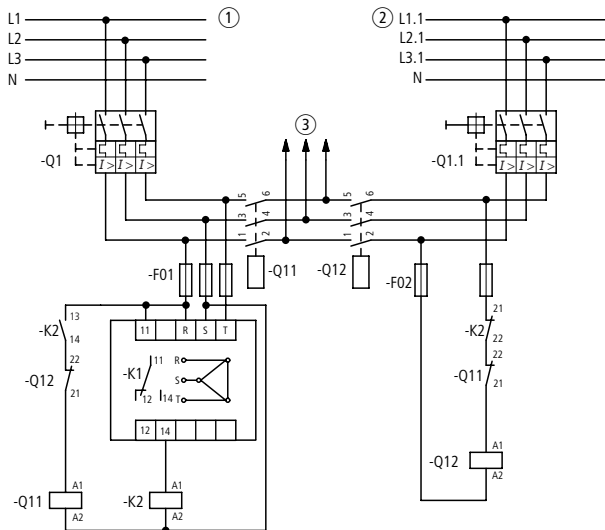 L1 ① ② L1.1
L2 L2.1
L3 L3.1
N N
③
-Q1 I> I> I> -Q1.1 I> I> I>
5 6 5 6
3 4 3 4
1 2 1 2
-F01 -Q11 -Q12 -F02
13 21
-K2 11 R S T -K2
14 22
22 -K1 11 R 22
-Q12 S -Q11
21 12 14 T 21
12 14
-Q12 A1
A2
-Q11 A1 -K2 A1
A2 A2